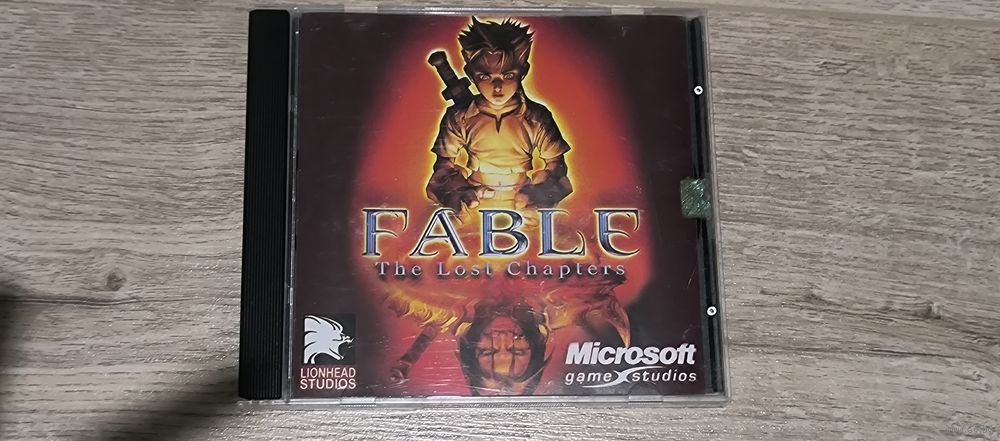 FABLE
The Lost Chapters
LIONHEAD
STUDIOS
Microsoft
game studios